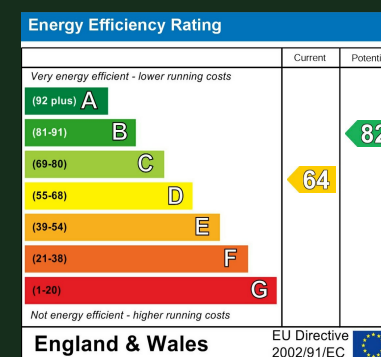 Energy Efficiency Rating
Current Potenti
Very energy efficient - lower running costs
(92 plus) A
(81-91) B
82
(69-80) C
64
(55-68) D
(39-54) E
(21-38) F
(1-20) G
Not energy efficient - higher running costs
England & Wales
EU Directive
2002/91/EC